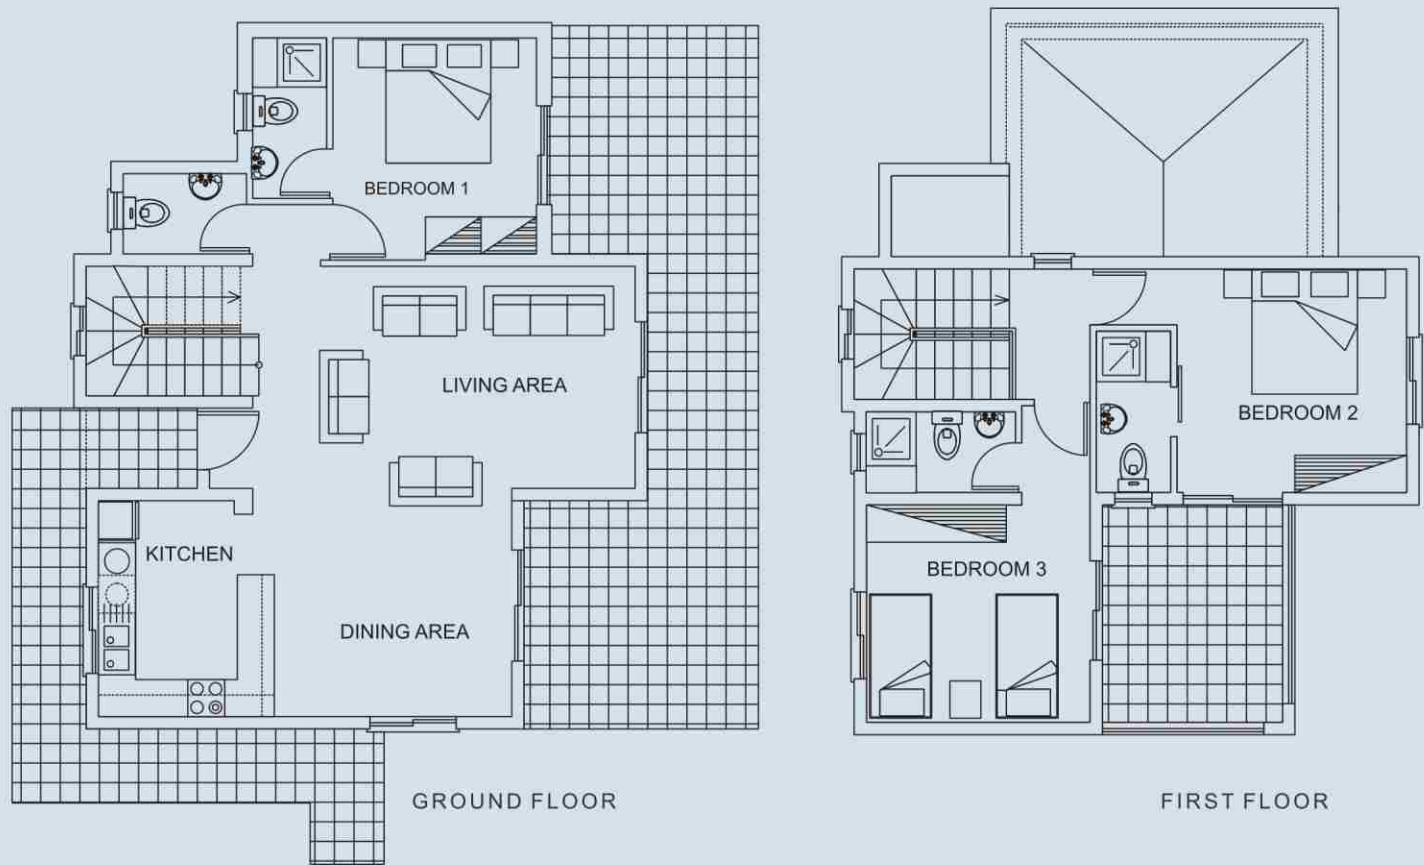 BEDROOM 1
LIVING AREA
KITCHEN
DINING AREA
GROUND FLOOR
BEDROOM 2
BEDROOM 3
FIRST FLOOR